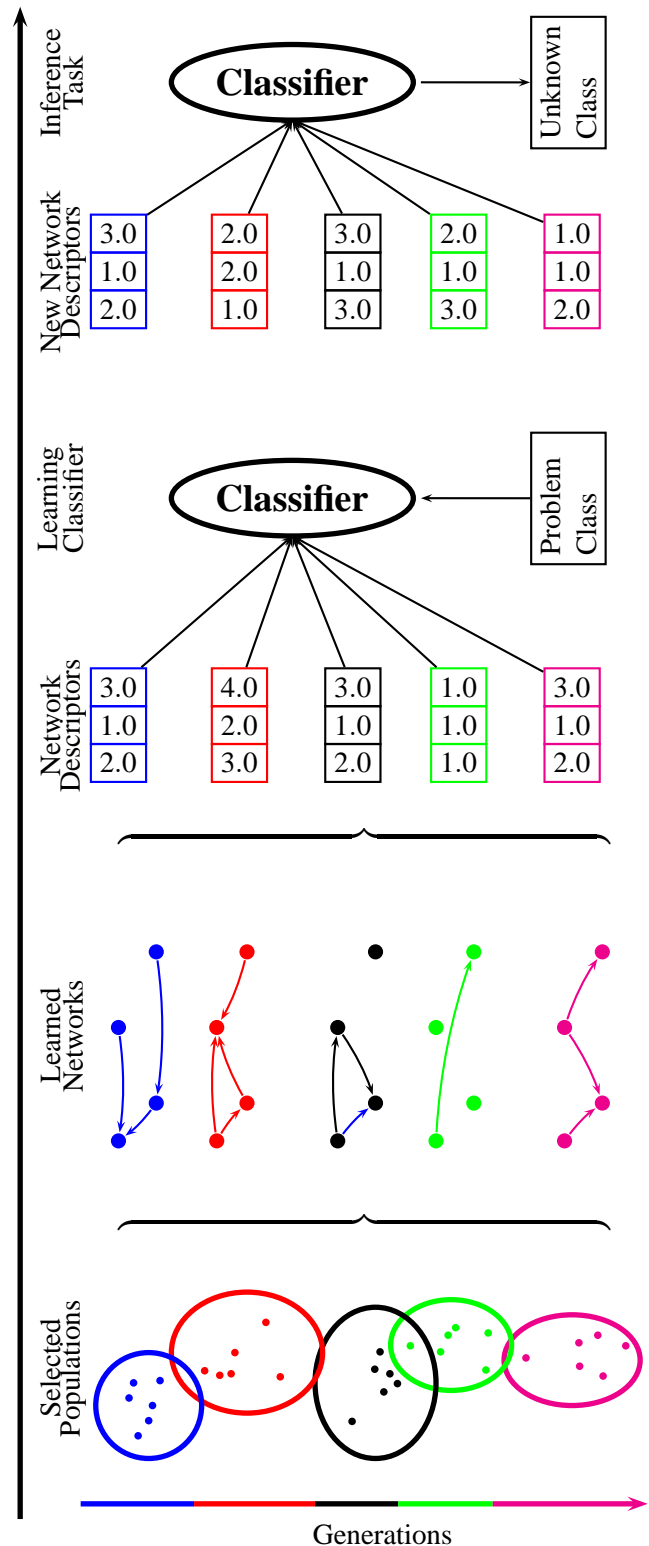 Inference
Task
Classifier
Unknown
Class
New Network
Descriptors
3.0 2.0 3.0 2.0 1.0
1.0 2.0 1.0 1.0 1.0
2.0 1.0 3.0 3.0 2.0
Learning
Classifier
Classifier
Problem
Class
Network
Descriptors
3.0 4.0 3.0 1.0 3.0
1.0 2.0 1.0 1.0 1.0
2.0 3.0 2.0 1.0 2.0
Learned
Networks
Selected
Populations
Generations